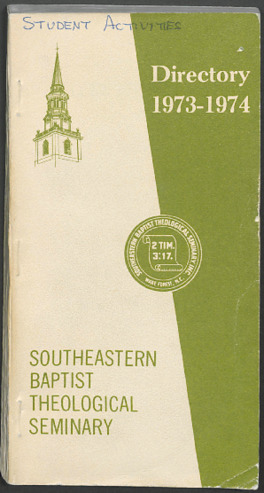 STUDENT ACTIVITIES
Directory
1973-1974
SOUTHEASTERN BAPTIST THEOLOGICAL SEMINARY INC.
2 TIM.
3:17.
WAKE FOREST, N.C.
SOUTHEASTERN
BAPTIST
THEOLOGICAL
SEMINARY